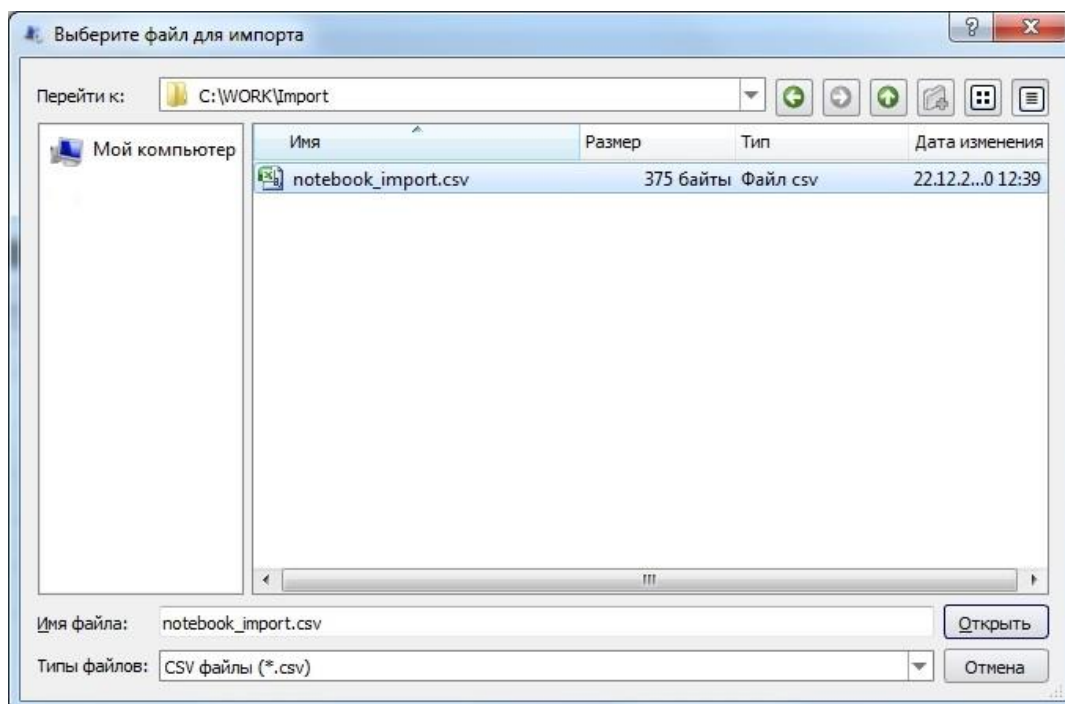 Выберите файл для импорта
Перейти к: C:\WORK\Import
Мой компьютер
Имя Размер Тип Дата изменения
notebook_import.csv 375 байты Файл csv 22.12.2...0 12:39
Имя файла: notebook_import.csv Открыть
Типы файлов: CSV файлы (*.csv) Отмена